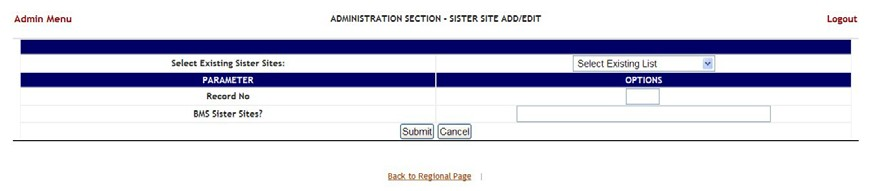 Admin Menu ADMINISTRATION SECTION - SISTER SITE ADD/EDIT Logout
Select Existing Sister Sites: Select Existing List
PARAMETER OPTIONS
Record No
BMS Sister Sites?
Submit Cancel
Back to Regional Page |